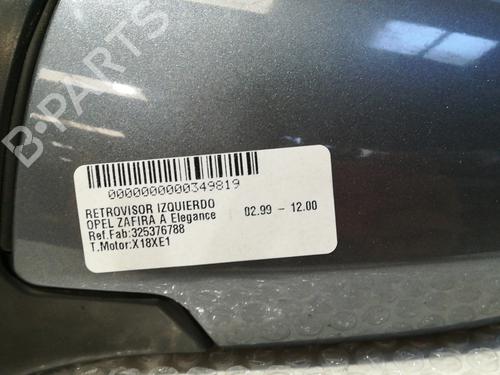 B-PARTS
0000000000349819
RETROVISOR IZQUIERDO
OPEL ZAFIRA A Elegance 02.99 - 12.00
Ref.Fab:325376788
T.Motor:X18XE1